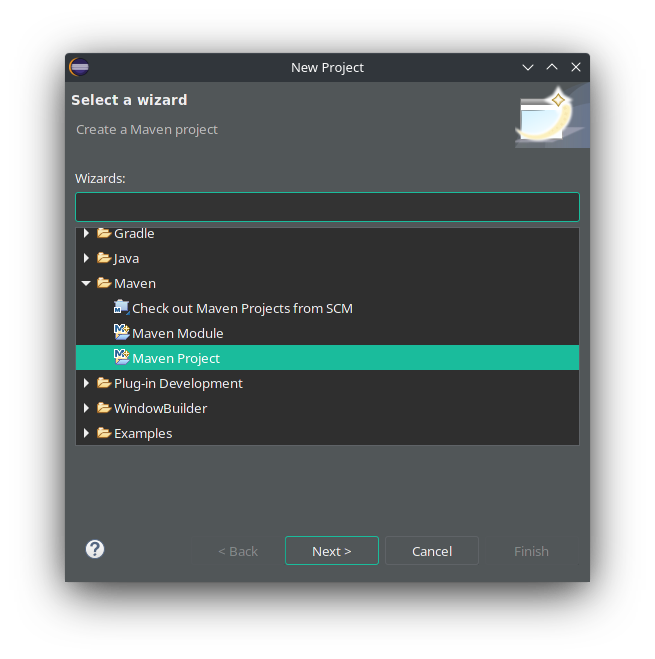 New Project
Select a wizard
Create a Maven project
Wizards:
Gradle
Java
Maven
Check out Maven Projects from SCM
Maven Module
Maven Project
Plug-in Development
WindowBuilder
Examples
?
< Back
Next >
Cancel
Finish